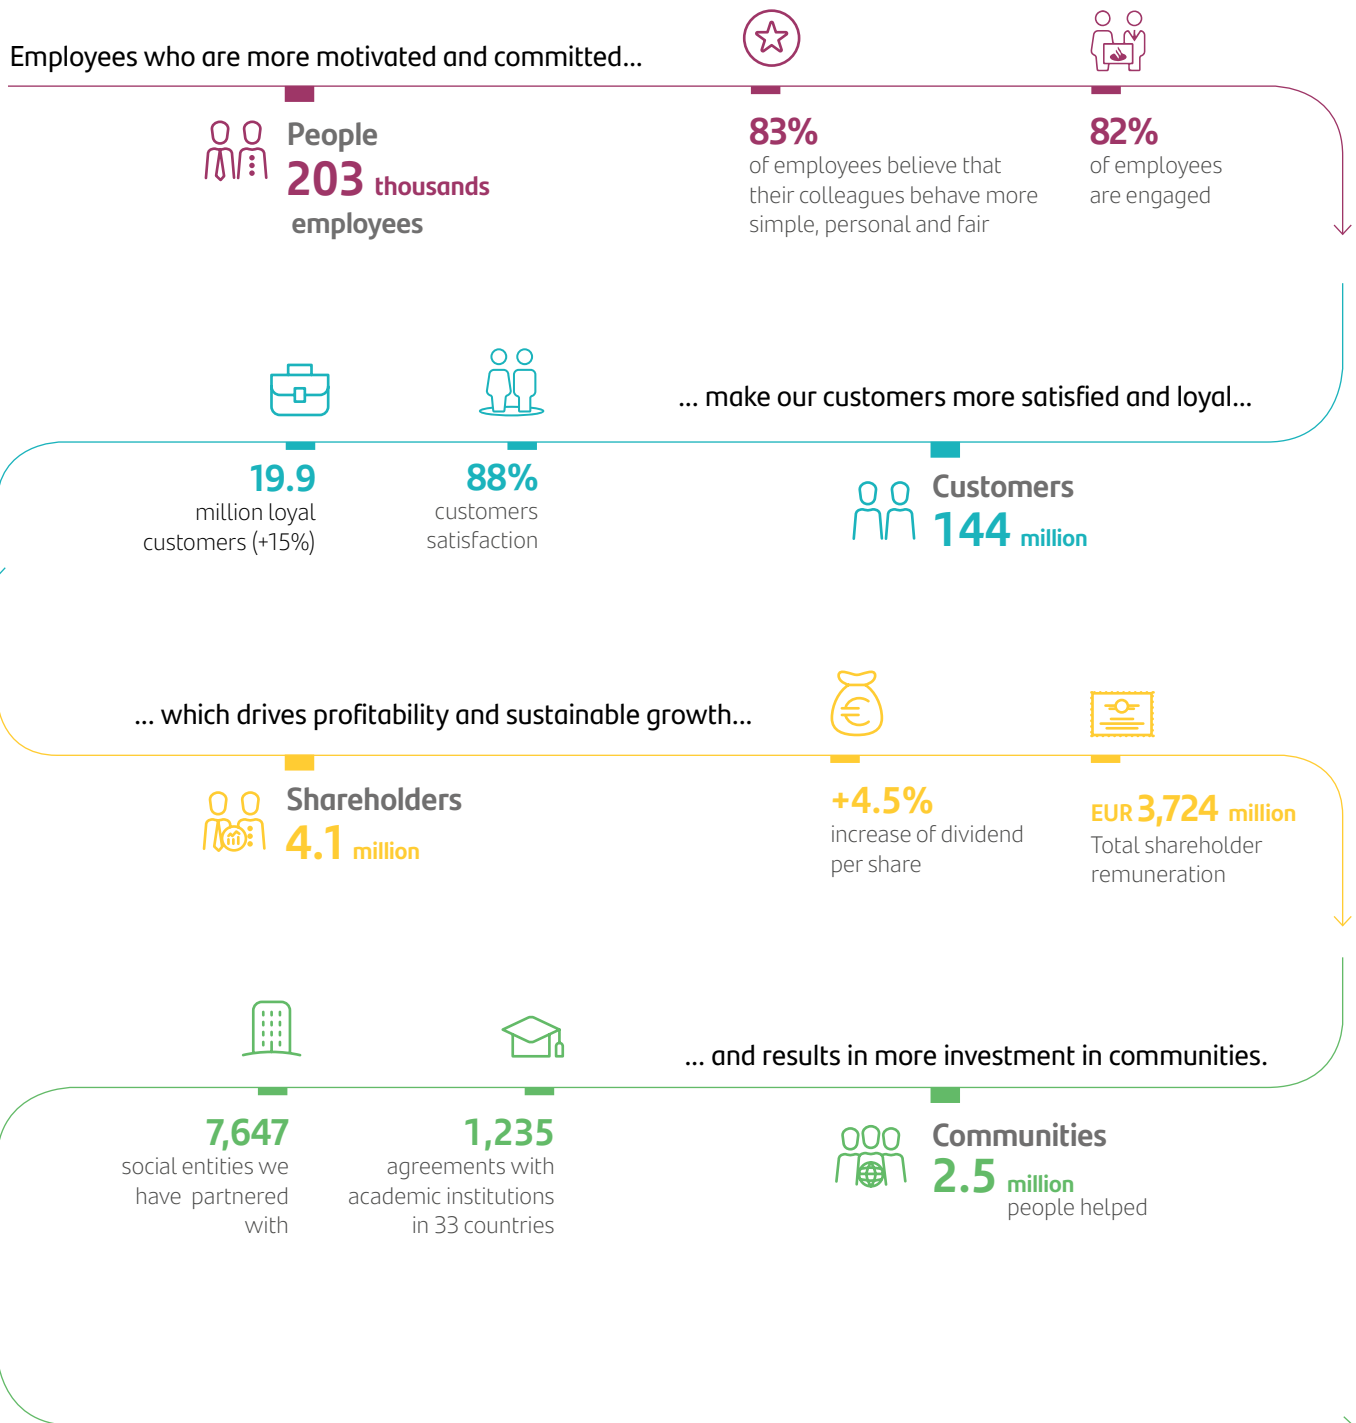 Employees who are more motivated and committed...
People
203 thousands
employees
83%
of employees believe that
their colleagues behave more
simple, personal and fair
82%
of employees
are engaged
... make our customers more satisfied and loyal...
19.9
million loyal
customers (+15%)
88%
customers
satisfaction
Customers
144 million
... which drives profitability and sustainable growth...
Shareholders
4.1 million
+4.5%
increase of dividend
per share
EUR 3,724 million
Total shareholder
remuneration
... and results in more investment in communities.
7,647
social entities we
have partnered
with
1,235
agreements with
academic institutions
in 33 countries
Communities
2.5 million
people helped